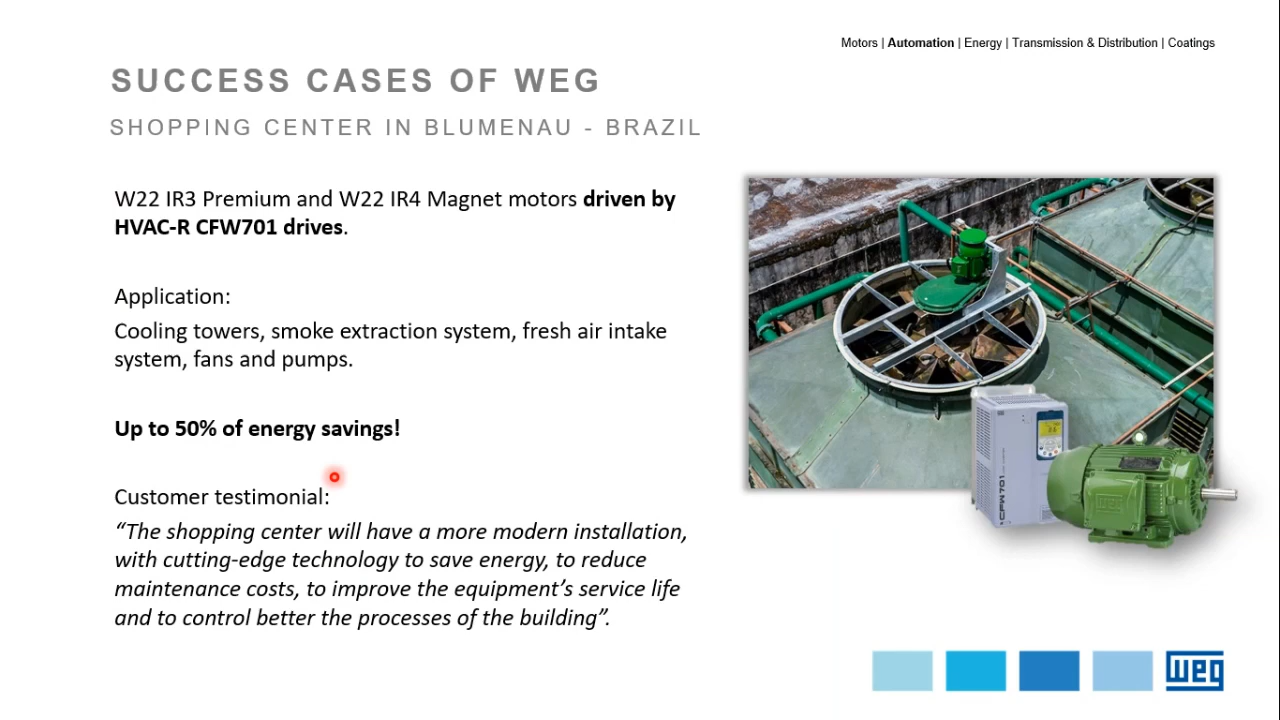 Motors | Automation | Energy | Transmission & Distribution | Coatings
SUCCESS CASES OF WEG
SHOPPING CENTER IN BLUMENAU - BRAZIL
W22 IR3 Premium and W22 IR4 Magnet motors driven by
HVAC-R CFW701 drives.
Application:
Cooling towers, smoke extraction system, fresh air intake
system, fans and pumps.
Up to 50% of energy savings!
Customer testimonial:
“The shopping center will have a more modern installation,
with cutting-edge technology to save energy, to reduce
maintenance costs, to improve the equipment’s service life
and to control better the processes of the building”.
CFW701
WEG
weg